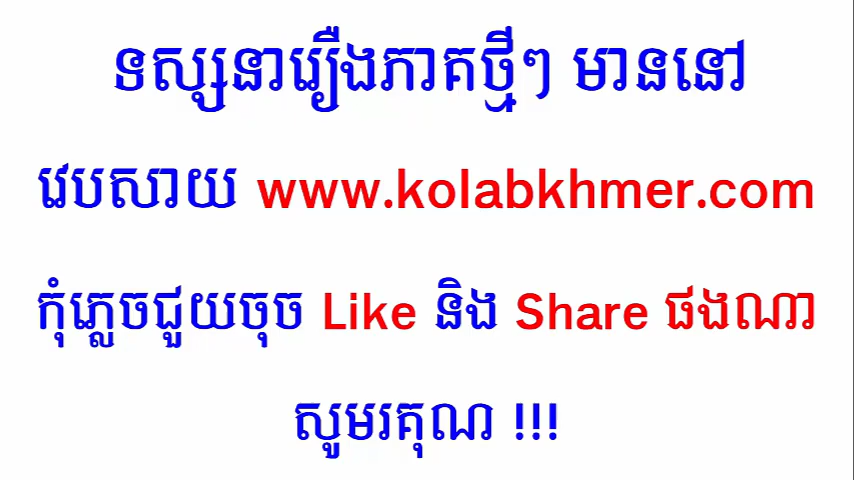 ទស្សនារឿងភាគថ្មីៗ មាននៅ
វេបសាយ www.kolabkhmer.com
កុំភ្លេចជួយចុច Like និង Share ផងណា
សូមរគុណ !!!